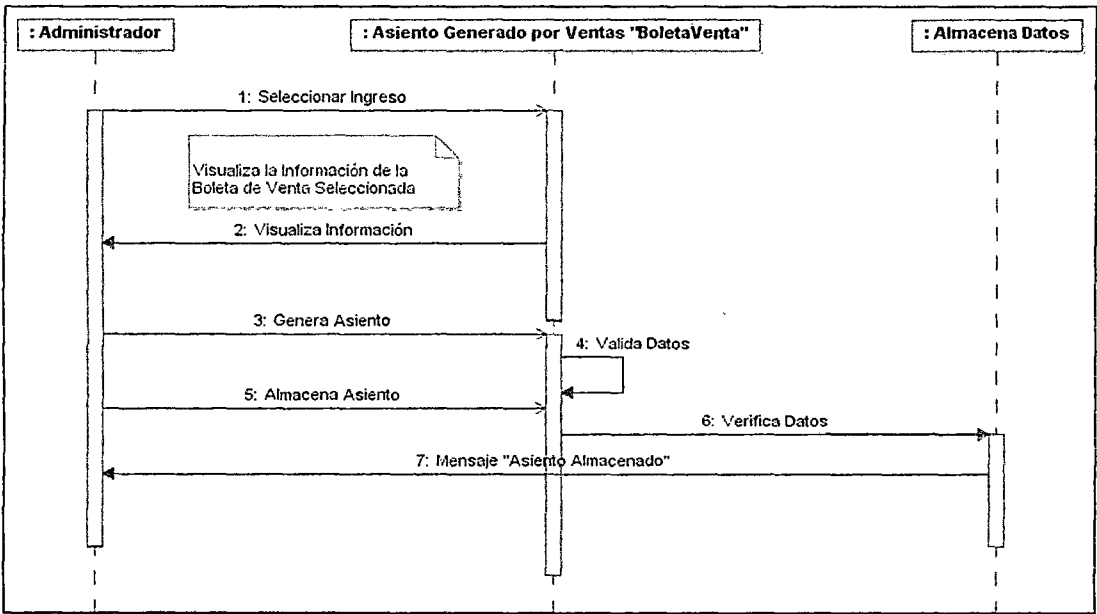 : Administrador
: Asiento Generado por Ventas "BoletaVenta"
: Almacena Datos
1: Seleccionar Ingreso
Visualiza la Información de la
Boleta de Venta Seleccionada
2: Visualiza Información
3: Genera Asiento
4: Valida Datos
5: Almacena Asiento
6: Verifica Datos
7: Mensaje "Asiento Almacenado"